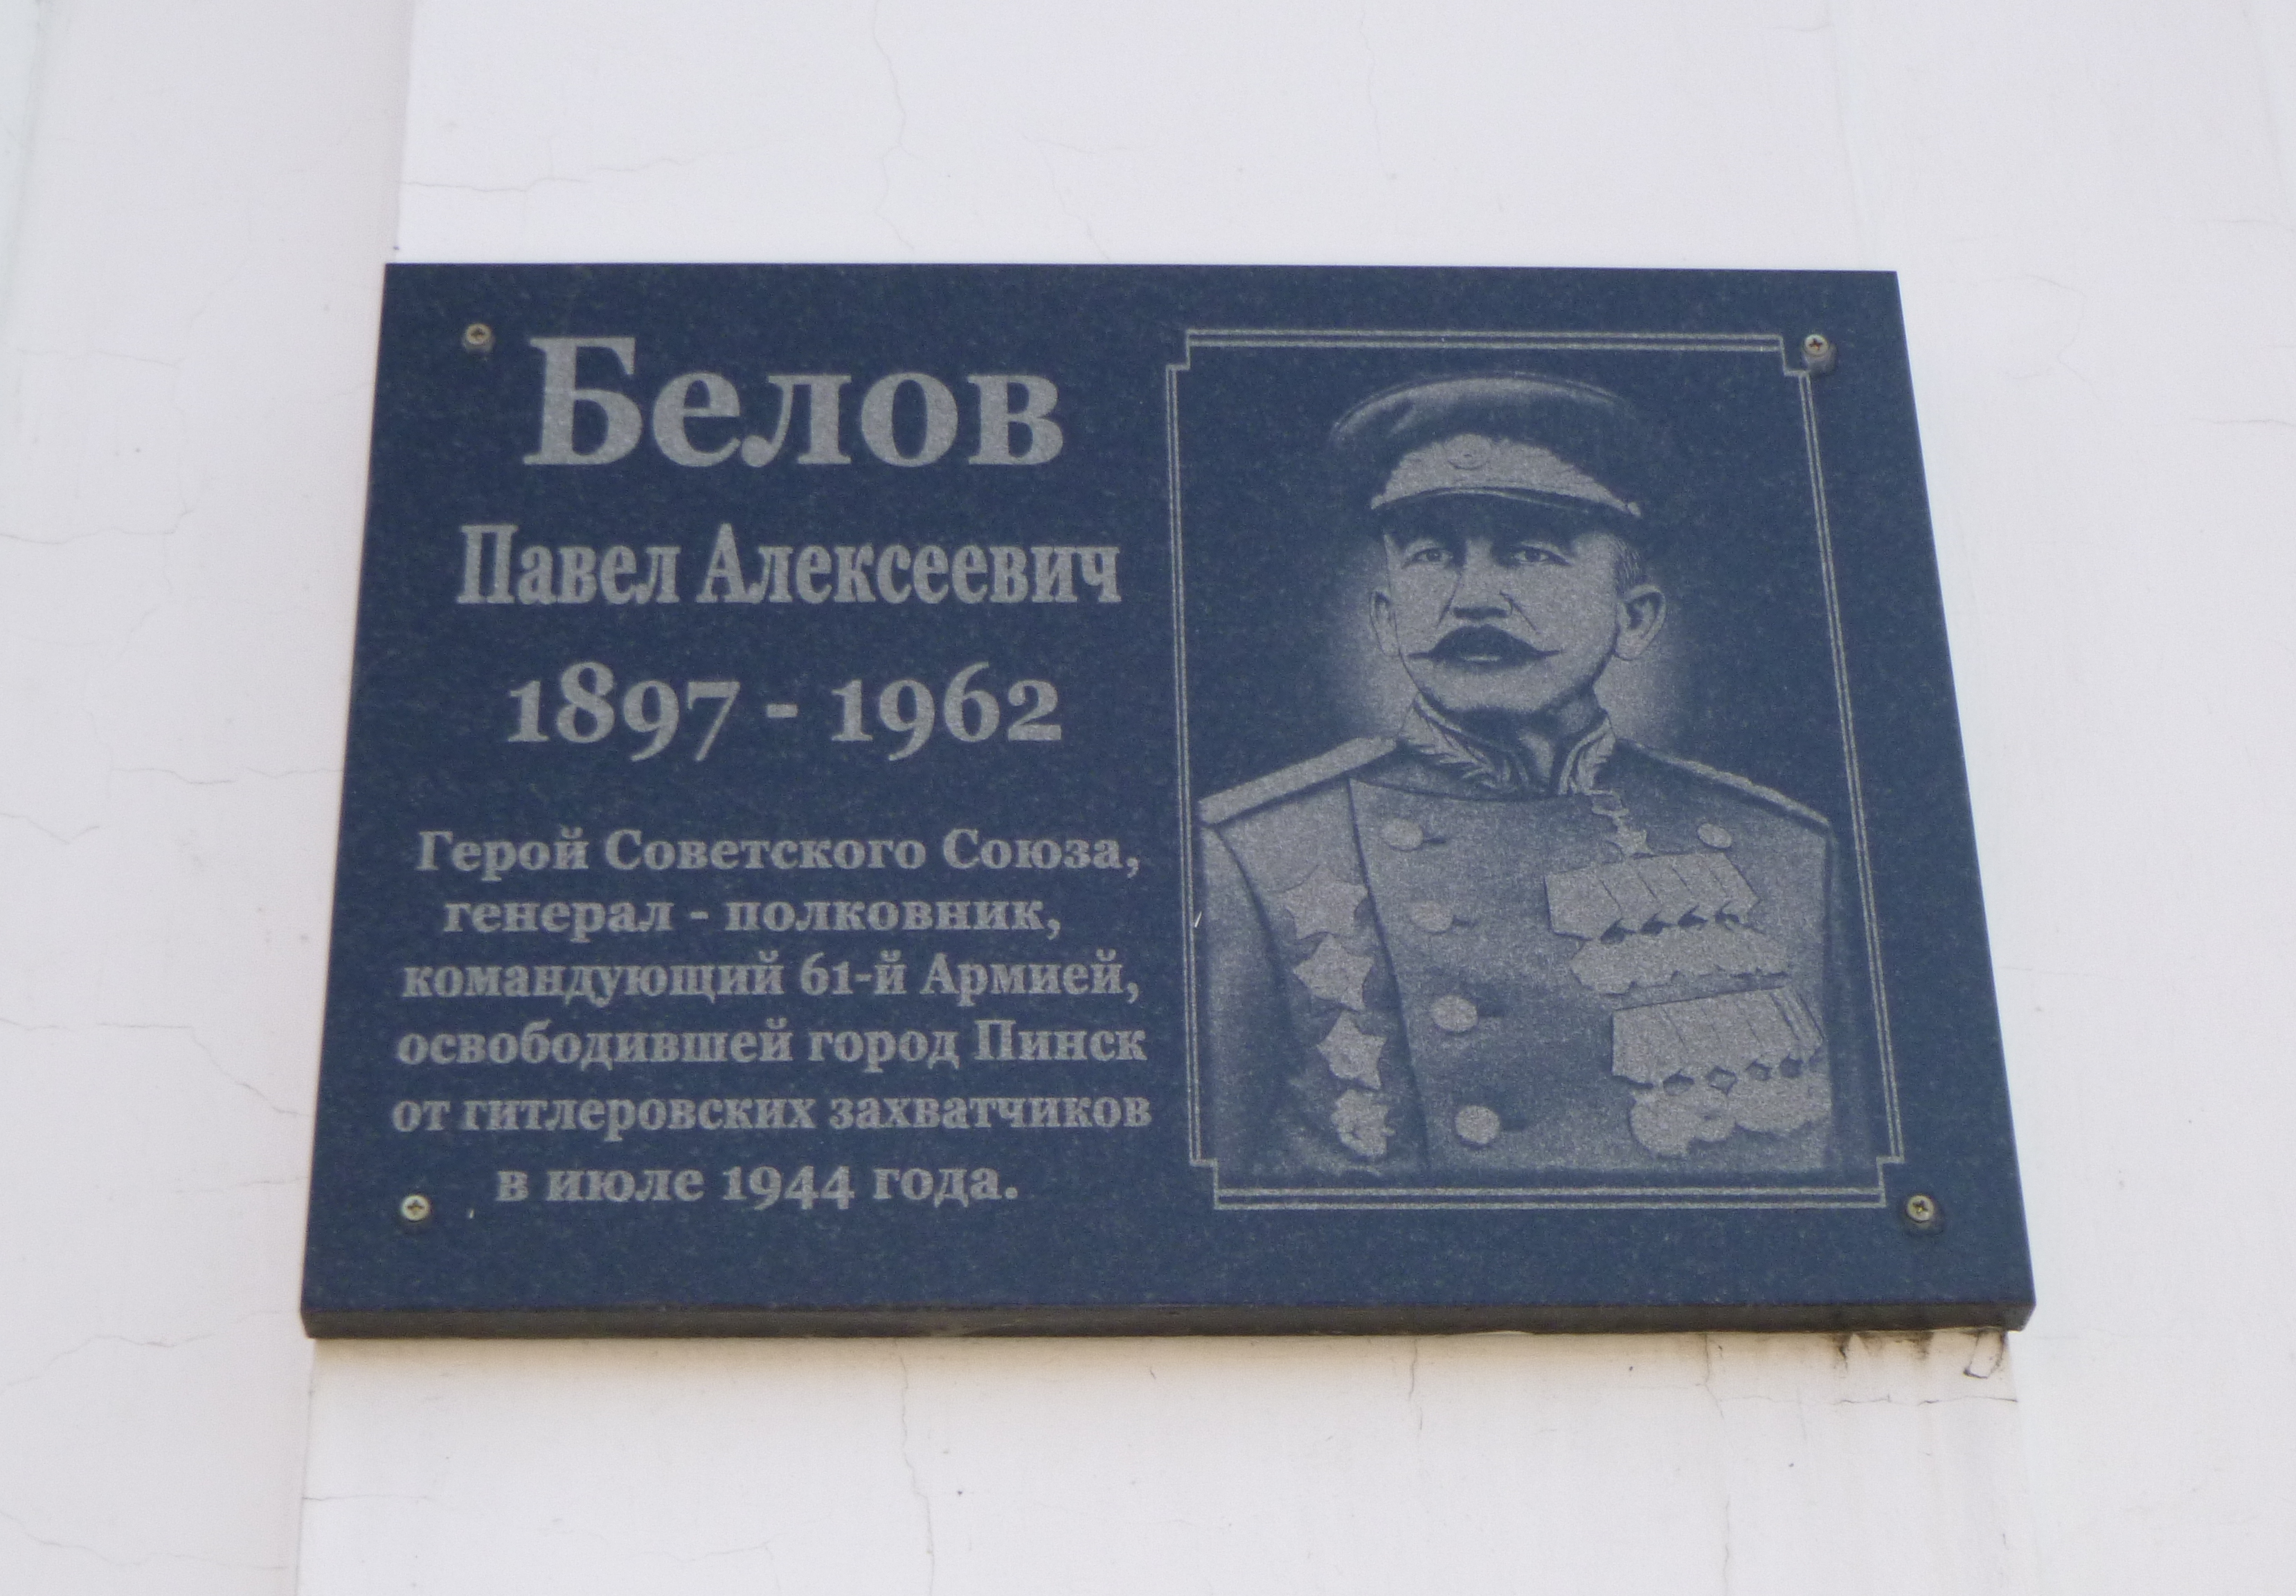 Белов
Павел Алексеевич
1897 - 1962
Герой Советского Союза,
генерал - полковник,
командующий 61-й Армией,
освободившей город Пинск
от гитлеровских захватчиков
в июле 1944 года.